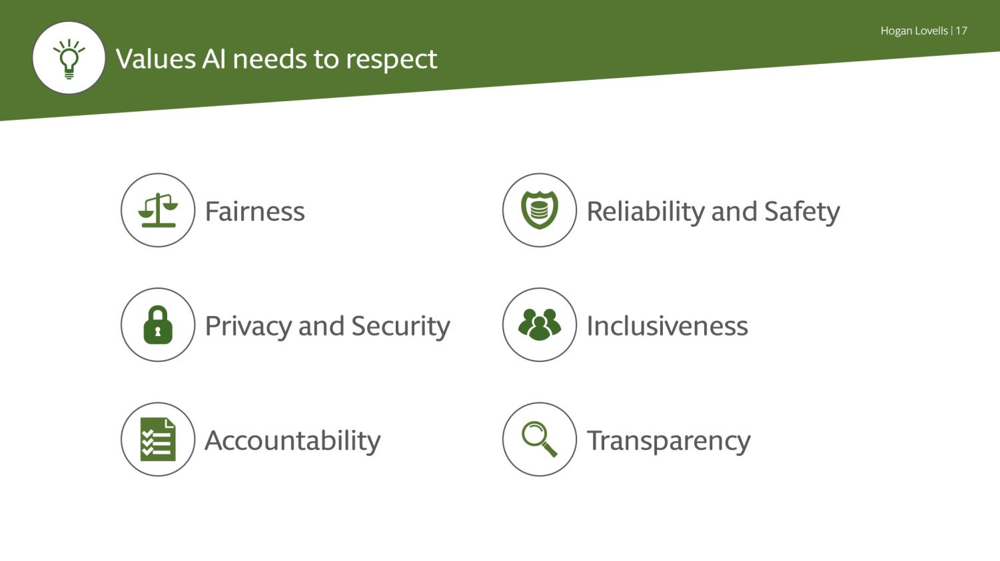 Hogan Lovells | 17
Values AI needs to respect
Fairness
Reliability and Safety
Privacy and Security
Inclusiveness
Accountability
Transparency